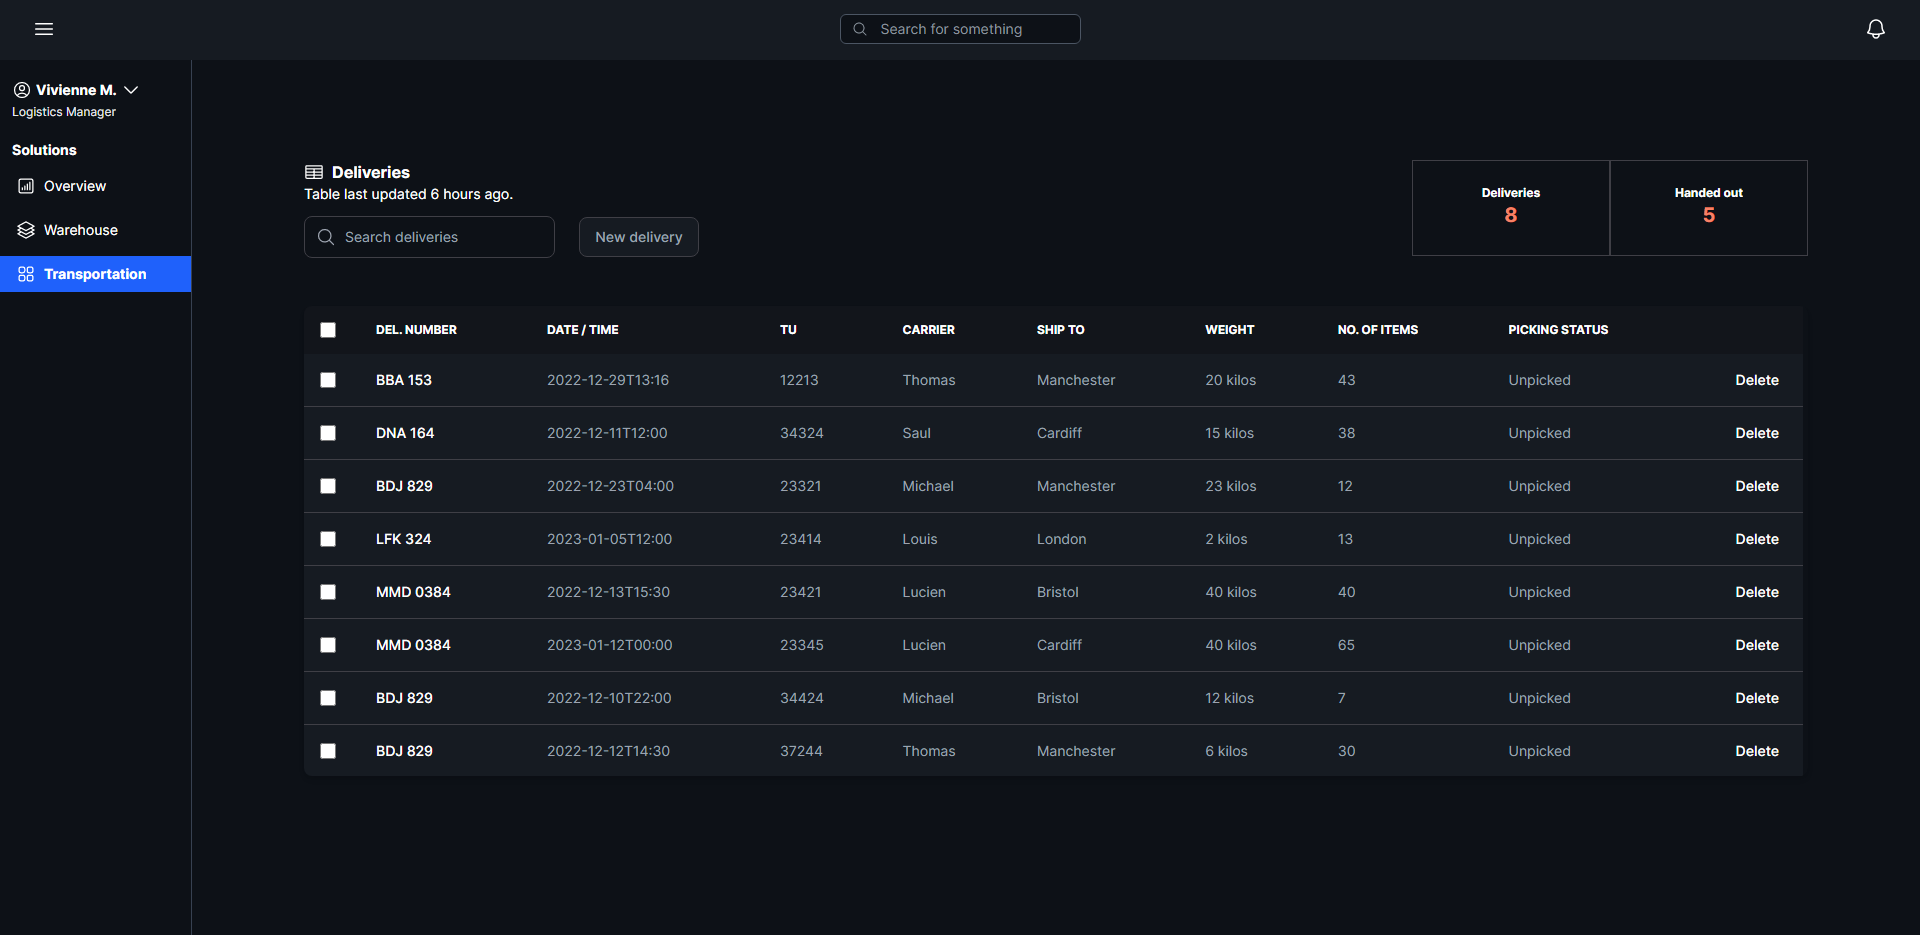 Search for something
Vivienne M.
Logistics Manager
Solutions
Overview
Warehouse
Transportation
Deliveries
Table last updated 6 hours ago.
Search deliveries
New delivery
Deliveries
8
Handed out
5
DEL. NUMBER DATE / TIME TU CARRIER SHIP TO WEIGHT NO. OF ITEMS PICKING STATUS
BBA 153 2022-12-29T13:16 12213 Thomas Manchester 20 kilos 43 Unpicked Delete
DNA 164 2022-12-11T12:00 34324 Saul Cardiff 15 kilos 38 Unpicked Delete
BDJ 829 2022-12-23T04:00 23321 Michael Manchester 23 kilos 12 Unpicked Delete
LFK 324 2023-01-05T12:00 23414 Louis London 2 kilos 13 Unpicked Delete
MMD 0384 2022-12-13T15:30 23421 Lucien Bristol 40 kilos 40 Unpicked Delete
MMD 0384 2023-01-12T00:00 23345 Lucien Cardiff 40 kilos 65 Unpicked Delete
BDJ 829 2022-12-10T22:00 34424 Michael Bristol 12 kilos 7 Unpicked Delete
BDJ 829 2022-12-12T14:30 37244 Thomas Manchester 6 kilos 30 Unpicked Delete